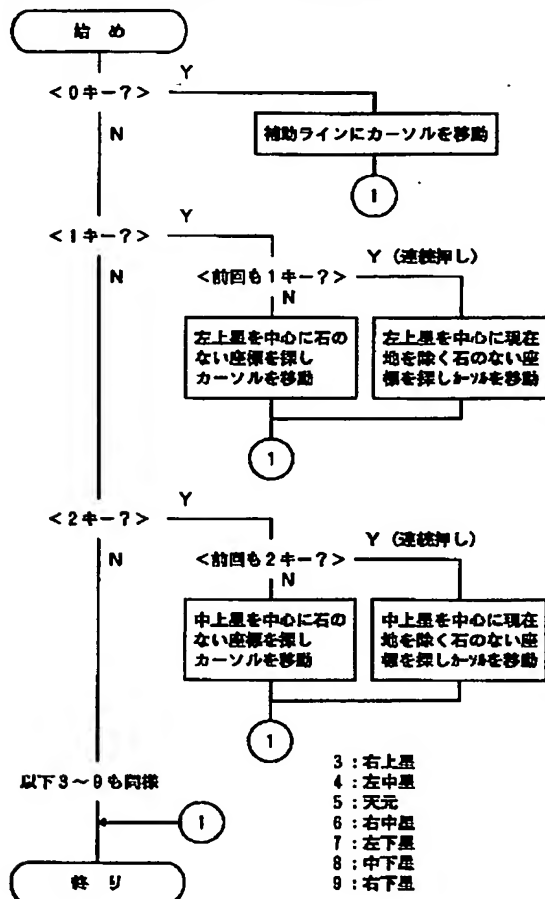 始 め
Y
<0キー?>
N
補助ラインにカーソルを移動
1
Y
<1キー?>
N
Y（連続押し）
<前回も1キー?>
N
左上星を中心に石の
ない座標を探し
カーソルを移動
左上星を中心に現在
地を除く石のない座
標を探しカーソルを移動
1
Y
<2キー?>
N
Y（連続押し）
<前回も2キー?>
N
中上星を中心に石の
ない座標を探し
カーソルを移動
中上星を中心に現在
地を除く石のない座
標を探しカーソルを移動
1
以下3～9も同様
1
終 り
3：右上星
4：左中星
5：天元
6：右中星
7：左下星
8：中下星
9：右下星